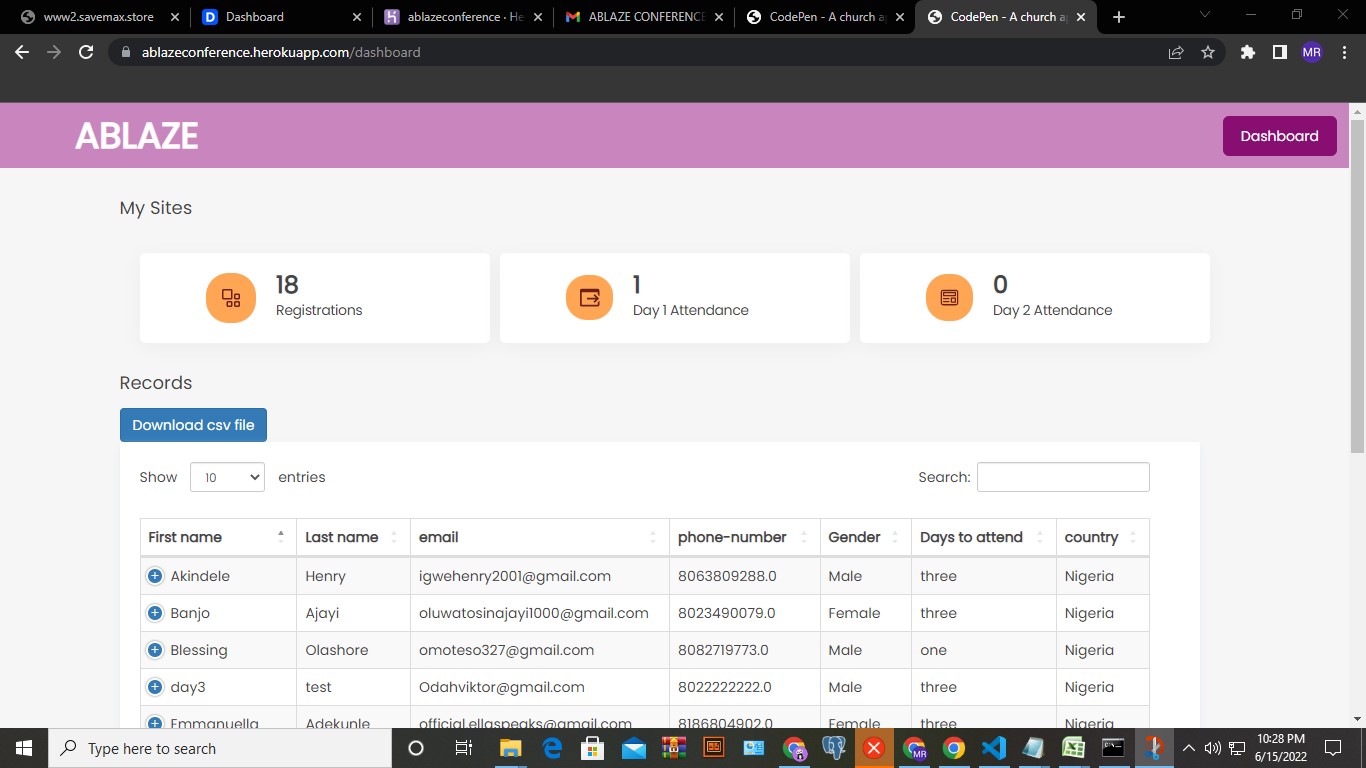 www2.savemax.store
Dashboard
ablazeconference · He
ABLAZE CONFERENCE
CodePen - A church a
CodePen - A church a
ablazeconference.herokuapp.com/dashboard
MR
ABLAZE
Dashboard
My Sites
18
Registrations
1
Day 1 Attendance
0
Day 2 Attendance
Records
Download csv file
Show 10 entries
Search:
First name Last name email phone-number Gender Days to attend country
Akindele Henry igwehenry2001@gmail.com 8063809288.0 Male three Nigeria
Banjo Ajayi oluwatosinajayi1000@gmail.com 8023490079.0 Female three Nigeria
Blessing Olashore omoteso327@gmail.com 8082719773.0 Male one Nigeria
day3 test Odahviktor@gmail.com 8022222222.0 Male three Nigeria
Emmanuella Adekunle official.ellaspeaks@gmail.com 8186804902.0 Female three Nigeria
Type here to search
MR
10:28 PM
6/15/2022